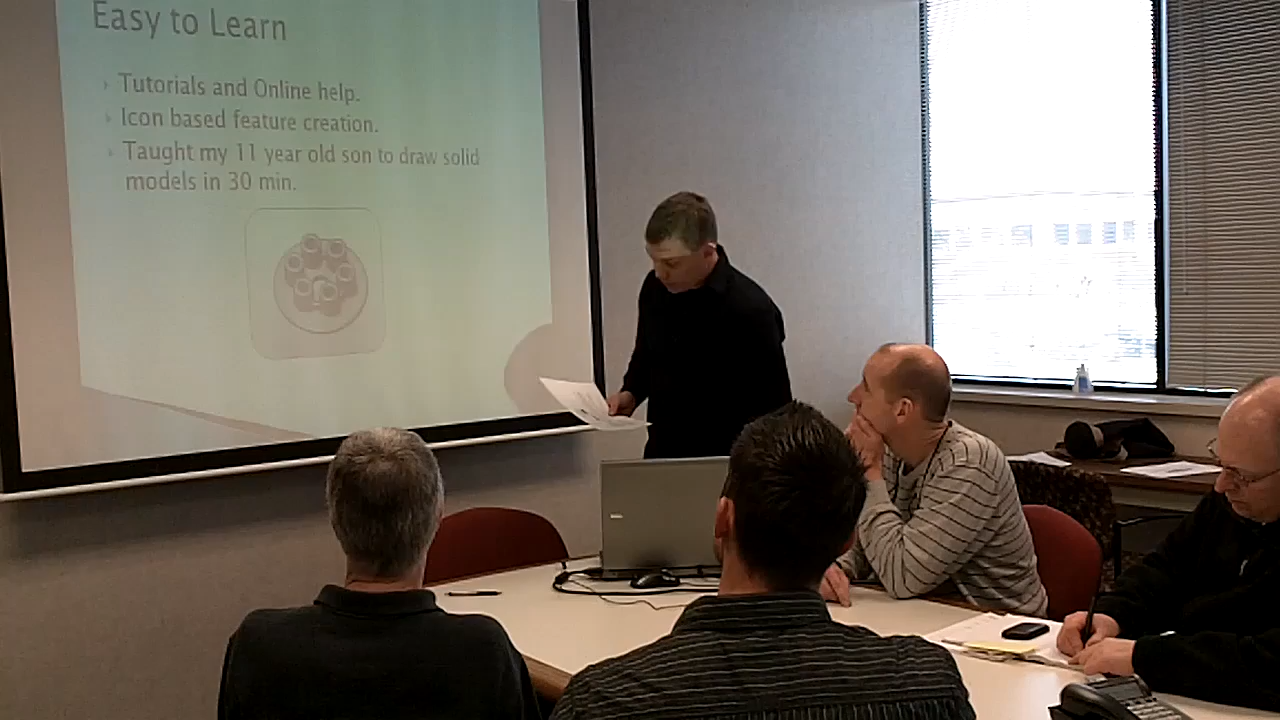 Easy to Learn
Tutorials and Online help.
Icon based feature creation.
Taught my 11 year old son to draw solid
models in 30 min.